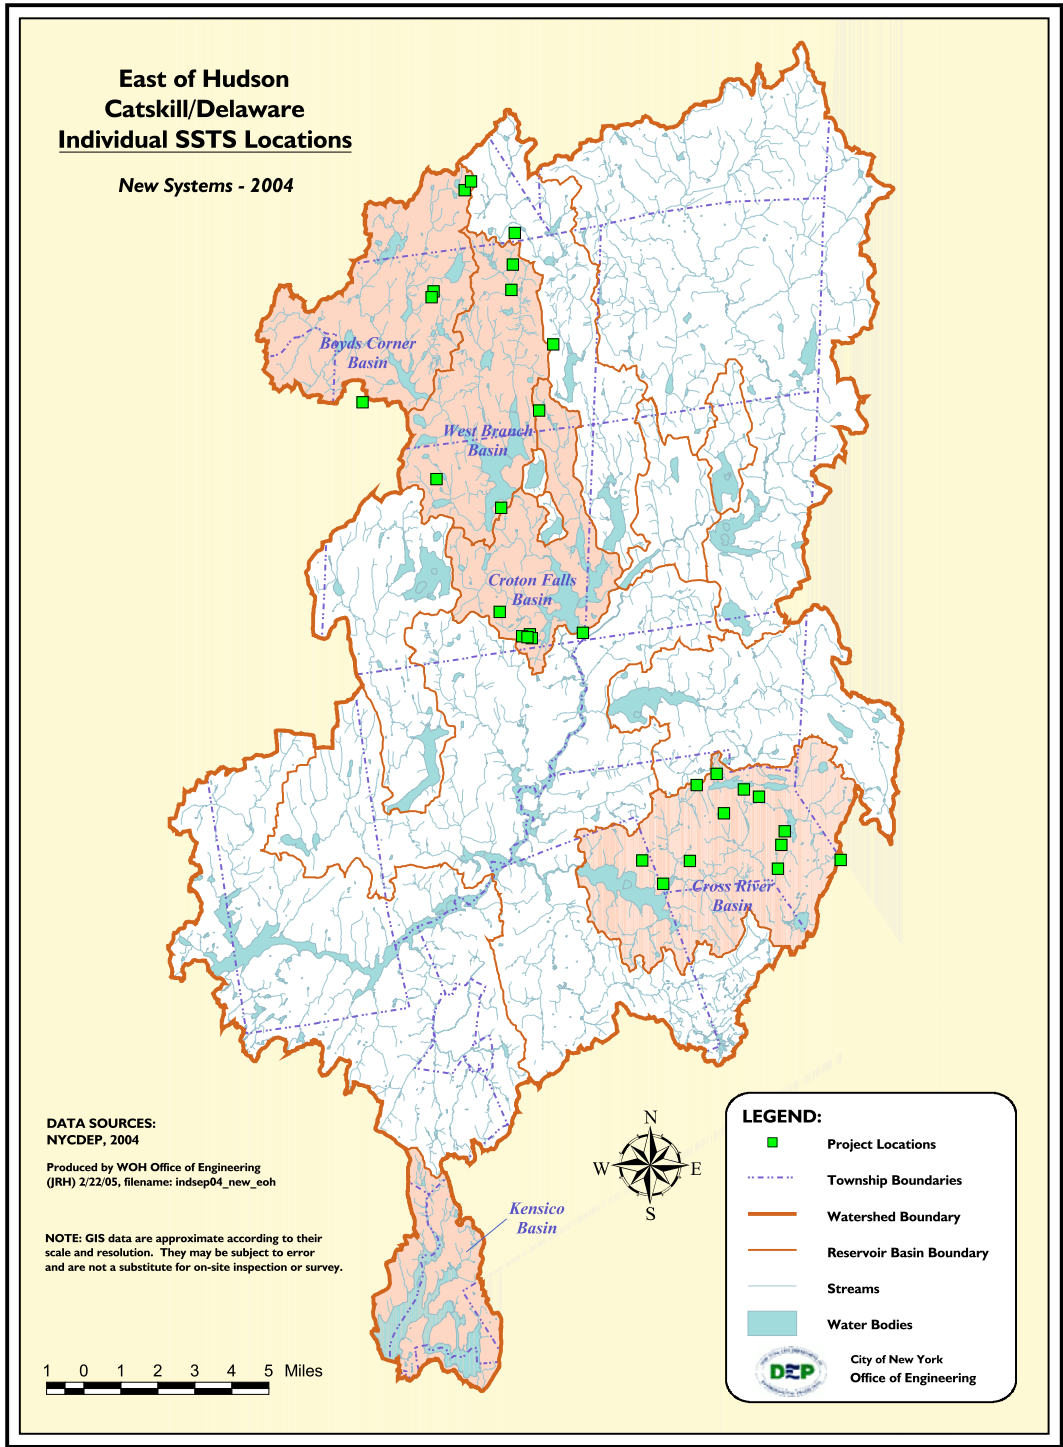 East of Hudson
Catskill/Delaware
Individual SSTS Locations
New Systems - 2004
Boyds Corner
Basin
West Branch
Basin
Croton Falls
Basin
Cross River
Basin
Kensico
Basin
DATA SOURCES:
NYCDEP, 2004
Produced by WOH Office of Engineering
(JRH) 2/22/05, filename: indsep04_new_eoh
NOTE: GIS data are approximate according to their
scale and resolution. They may be subject to error
and are not a substitute for on-site inspection or survey.
1 0 1 2 3 4 5 Miles
N
W E
S
LEGEND:
Project Locations
Township Boundaries
Watershed Boundary
Reservoir Basin Boundary
Streams
Water Bodies
DEP
City of New York
Office of Engineering